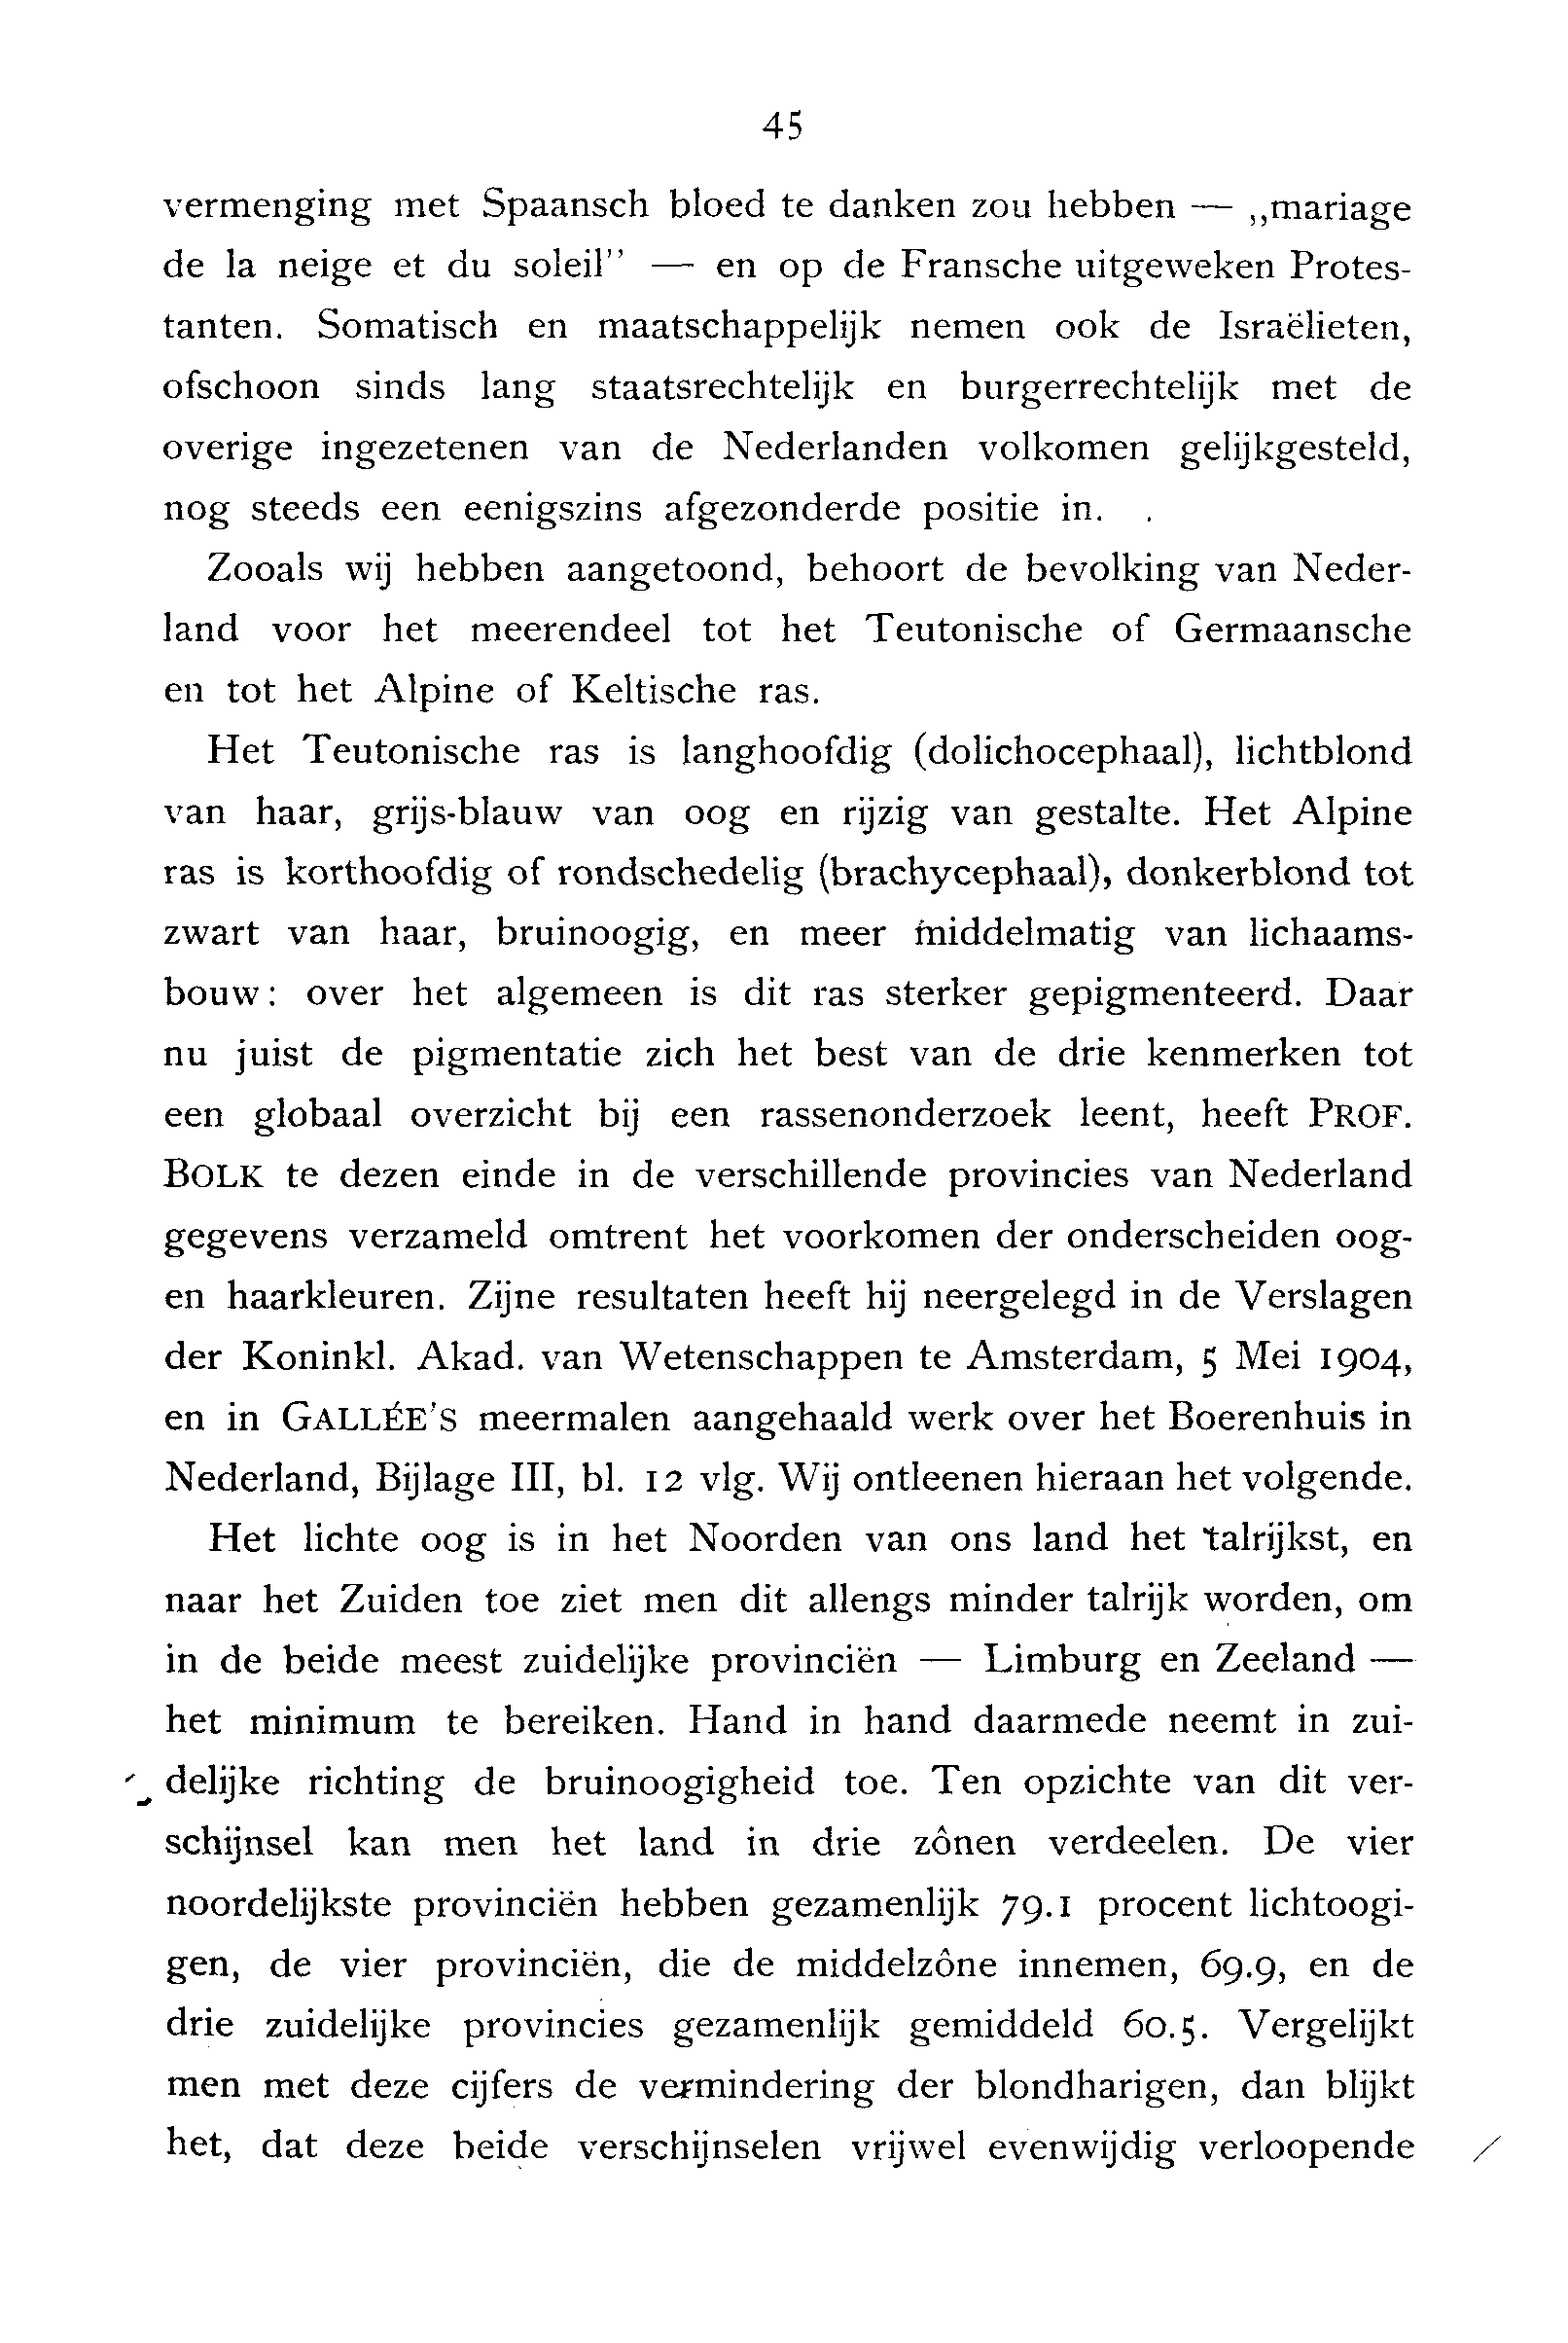 45
vermenging met Spaansch bloed te danken zou hebben — „mariage
de la neige et du soleil” — en op de Fransche uitgeweken Protes-
tanten. Somatisch en maatschappelijk nemen ook de Israëlieten,
ofschoon sinds lang staatsrechtelijk en burgerrechtelijk met de
overige ingezetenen van de Nederlanden volkomen gelijkgesteld,
nog steeds een eenigszins afgezonderde positie in.
Zooals wij hebben aangetoond, behoort de bevolking van Neder-
land voor het meerendeel tot het Teutonische of Germaansche
en tot het Alpine of Keltische ras.
Het Teutonische ras is langhoofdig (dolichocephaal), lichtblond
van haar, grijs-blauw van oog en rijzig van gestalte. Het Alpine
ras is korthoofdig of rondschedelig (brachycephaal), donkerblond tot
zwart van haar, bruinoogig, en meer middelmatig van lichaams-
bouw: over het algemeen is dit ras sterker gepigmenteerd. Daar
nu juist de pigmentatie zich het best van de drie kenmerken tot
een globaal overzicht bij een rassenonderzoek leent, heeft PROF.
BOLK te dezen einde in de verschillende provincies van Nederland
gegevens verzameld omtrent het voorkomen der onderscheiden oog-
en haarkleuren. Zijne resultaten heeft hij neergelegd in de Verslagen
der Koninkl. Akad. van Wetenschappen te Amsterdam, 5 Mei 1904,
en in GALLÉE’S meermalen aangehaald werk over het Boerenhuis in
Nederland, Bijlage III, bl. 12 vlg. Wij ontleenen hieraan het volgende.
Het lichte oog is in het Noorden van ons land het talrijkst, en
naar het Zuiden toe ziet men dit allengs minder talrijk worden, om
in de beide meest zuidelijke provinciën — Limburg en Zeeland —
het minimum te bereiken. Hand in hand daarmede neemt in zui-
delijke richting de bruinoogigheid toe. Ten opzichte van dit ver-
schijnsel kan men het land in drie zônen verdeelen. De vier
noordelijkste provinciën hebben gezamenlijk 79.1 procent lichtoogi-
gen, de vier provinciën, die de middelzône innemen, 69.9, en de
drie zuidelijke provincies gezamenlijk gemiddeld 60.5. Vergelijkt
men met deze cijfers de vermindering der blondharigen, dan blijkt
het, dat deze beide verschijnselen vrijwel evenwijdig verloopende